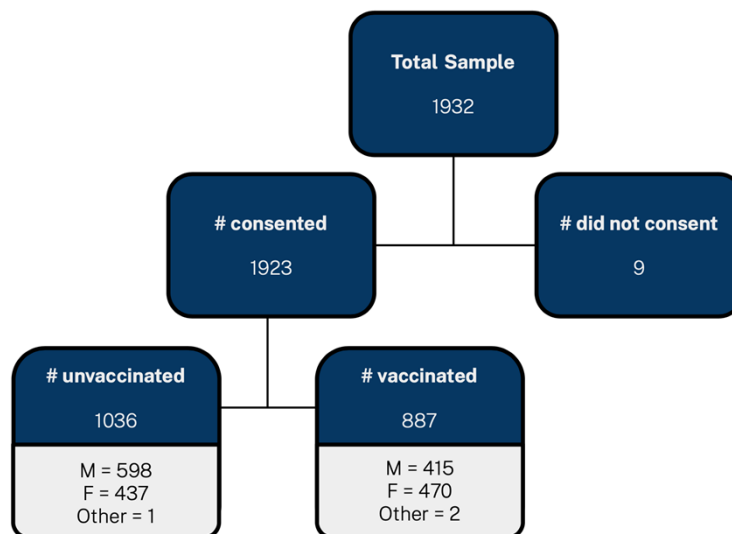 Total Sample
1932
# consented
1923
# did not consent
9
# unvaccinated
1036
M = 598
F = 437
Other = 1
# vaccinated
887
M = 415
F = 470
Other = 2